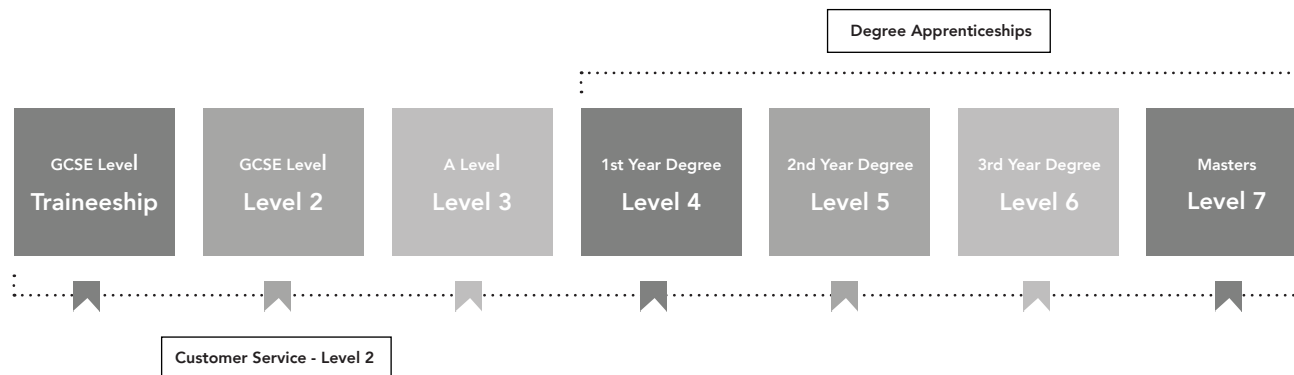 Degree Apprenticeships
GCSE Level
Traineeship
GCSE Level
Level 2
A Level
Level 3
1st Year Degree
Level 4
2nd Year Degree
Level 5
3rd Year Degree
Level 6
Masters
Level 7
Customer Service - Level 2